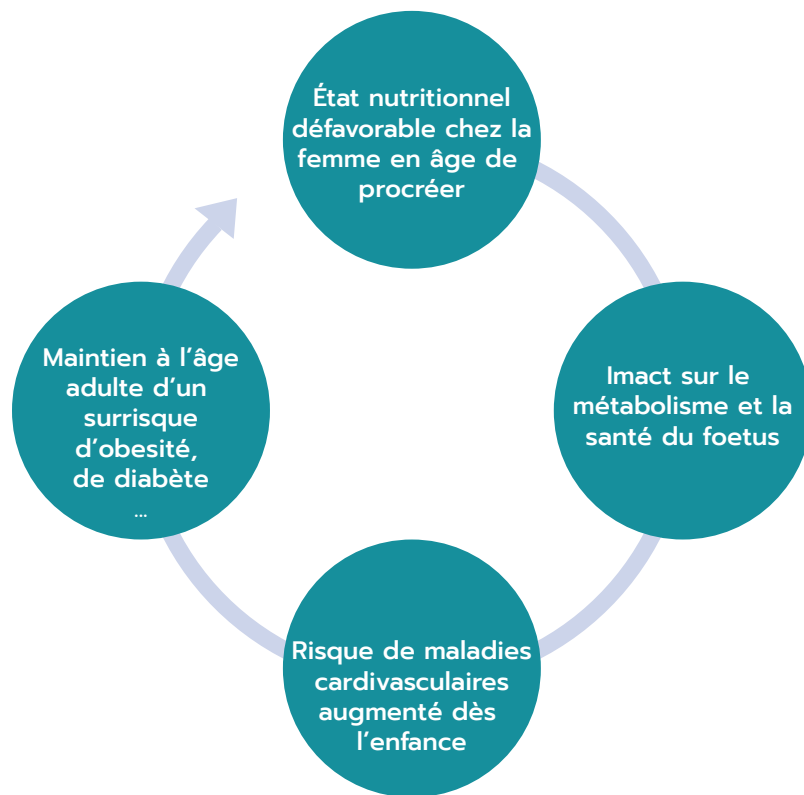 État nutritionnel
défavorable chez la
femme en âge de
procréer
Imact sur le
métabolisme et la
santé du foetus
Risque de maladies
cardivasculaires
augmenté dès
l'enfance
Maintien à l'âge
adulte d'un
surrisque
d'obesité,
de diabète
...